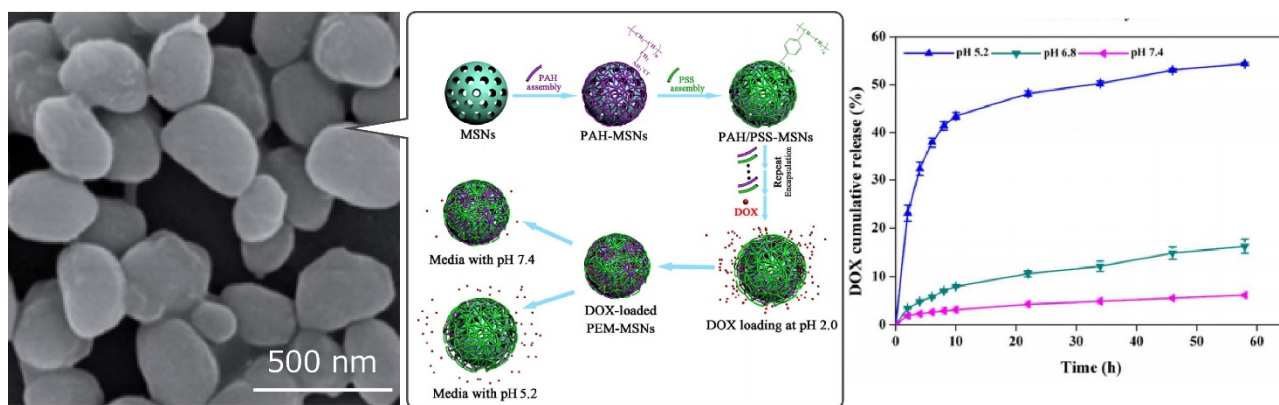 500 nm
PAH
assembly
PSS
assembly
MSNs
PAH-MSNs
PAH/PSS-MSNs
Repeat
Encapsulation
DOX
Media with pH 7.4
DOX-loaded
PEM-MSNs
DOX loading at pH 2.0
Media with pH 5.2
DOX cumulative release (%)
60
50
40
30
20
10
0
pH 5.2
pH 6.8
pH 7.4
0
10
20
30
40
50
60
Time (h)